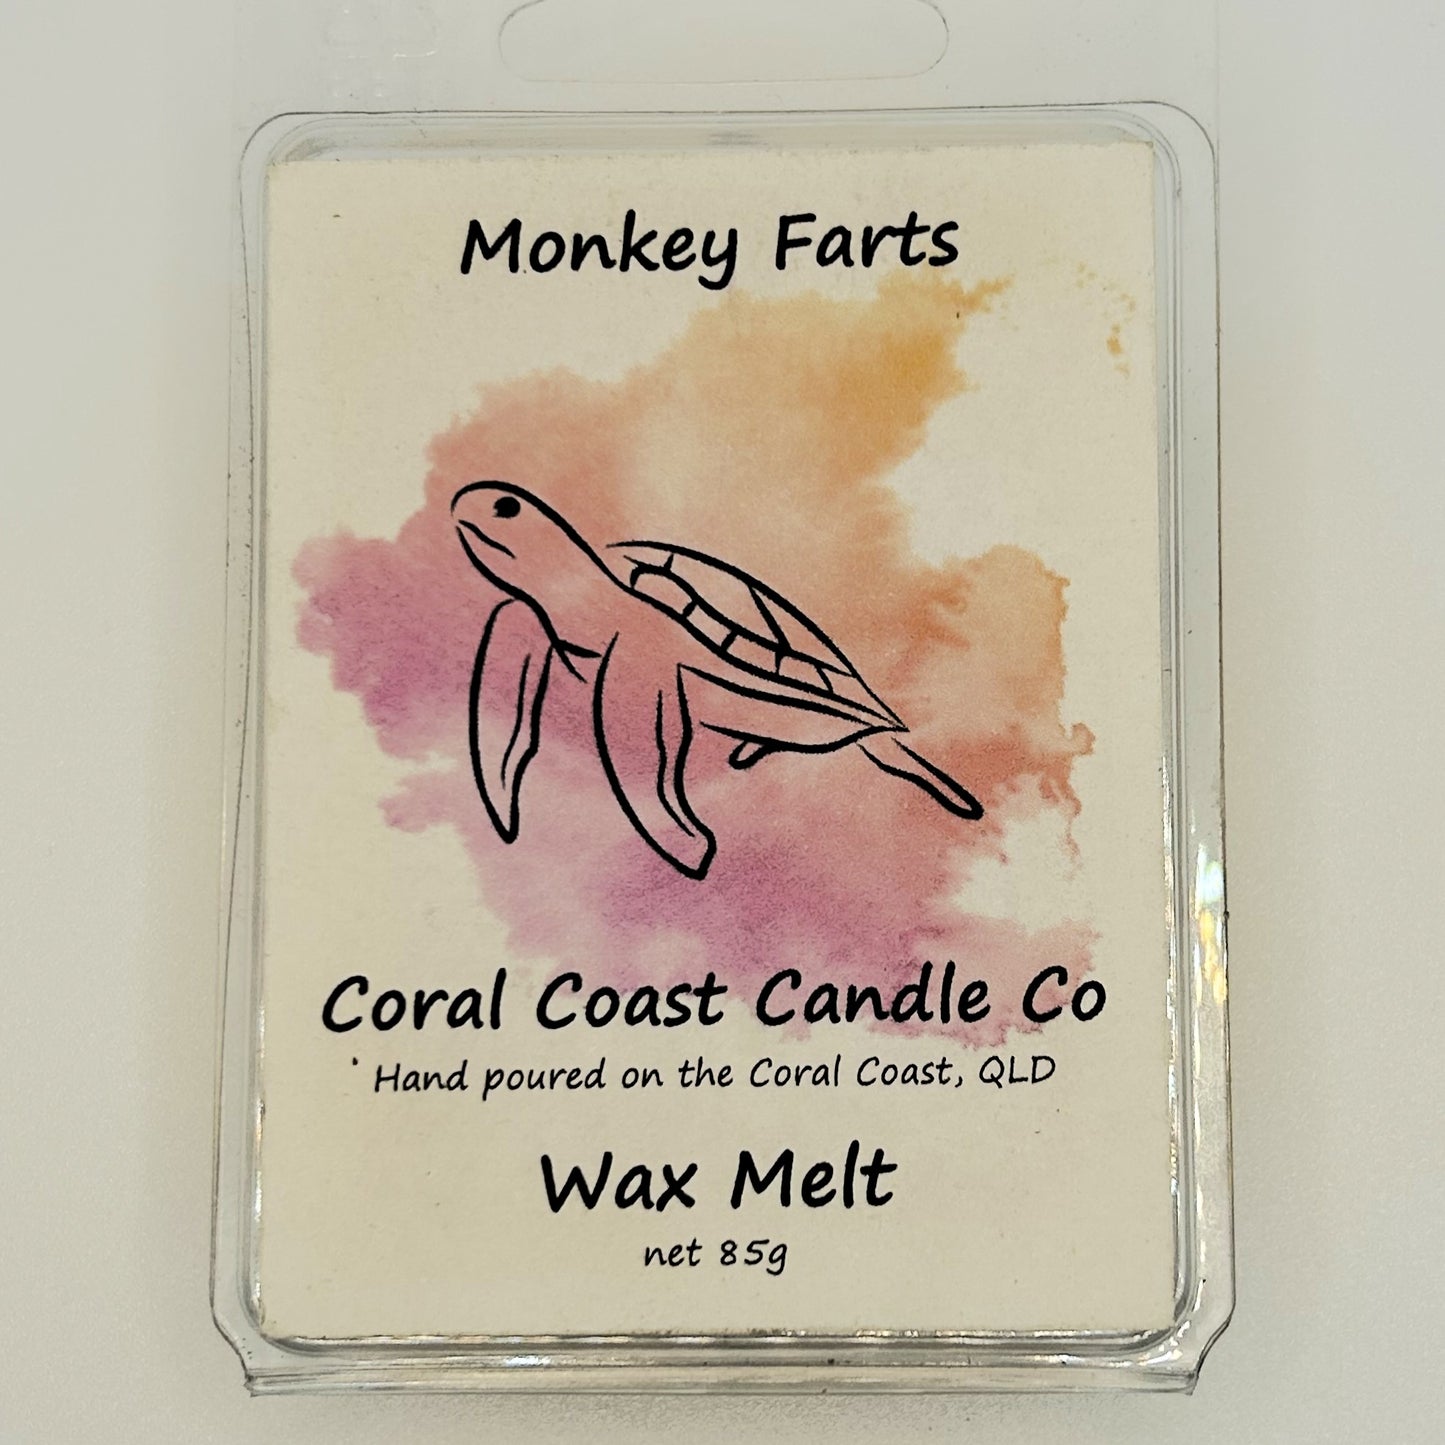 Monkey Farts
Coral Coast Candle Co
Hand poured on the Coral Coast, QLD
Wax Melt
net 85g